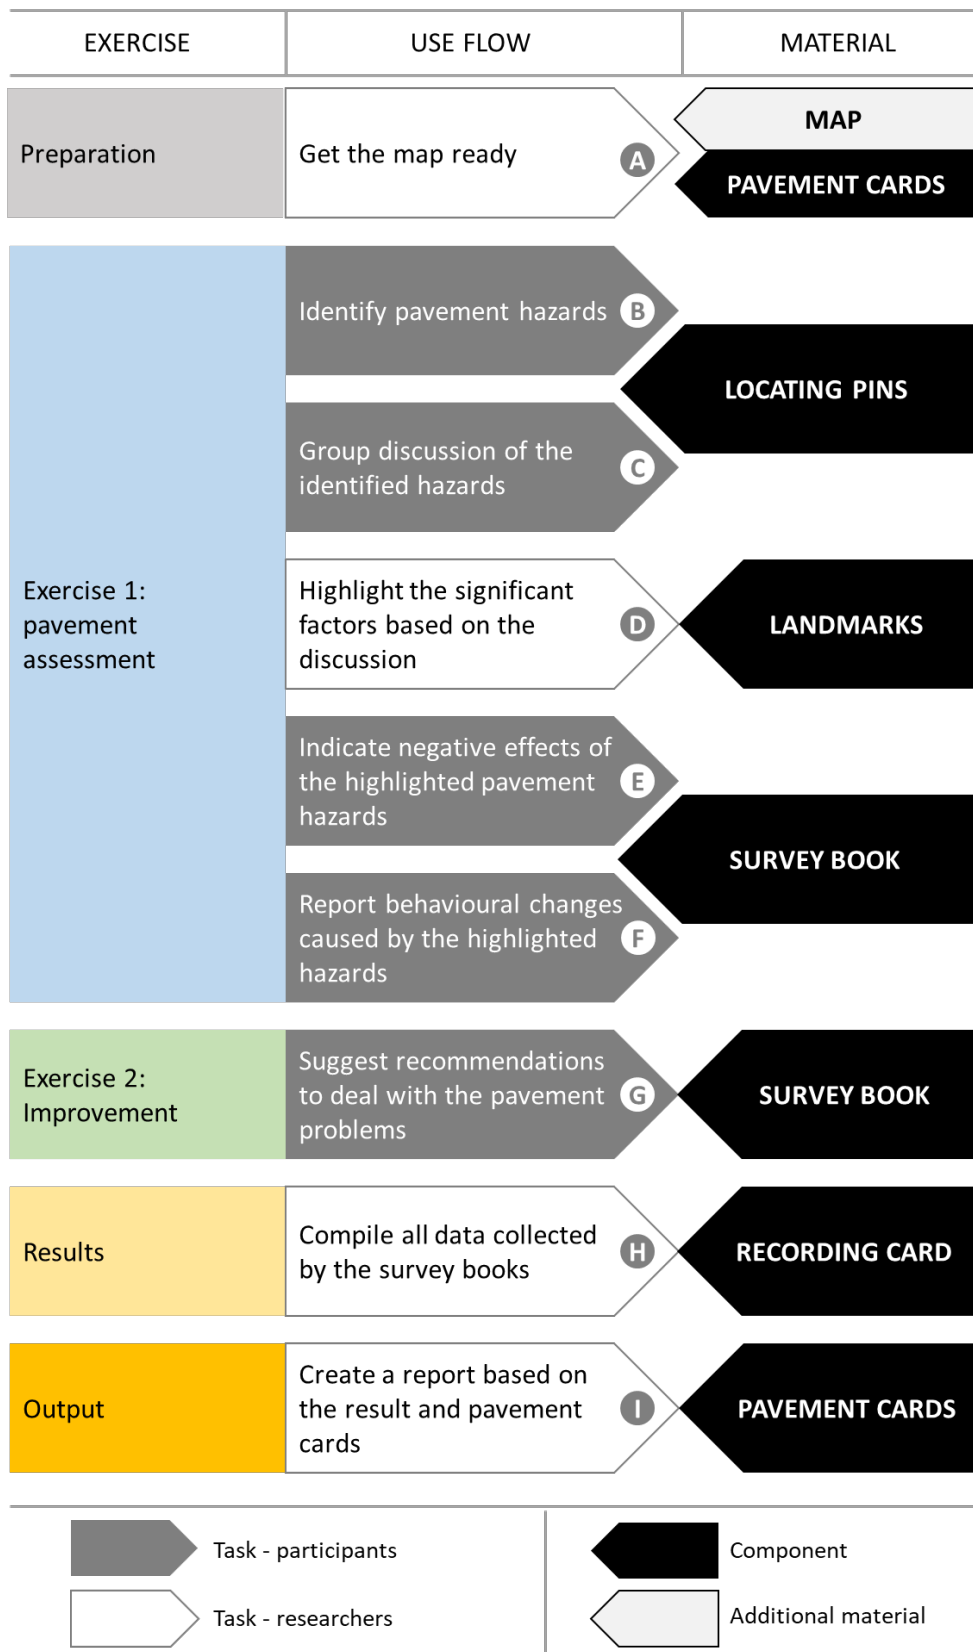 EXERCISE
USE FLOW
MATERIAL
Preparation
Get the map ready
A
MAP
PAVEMENT CARDS
Exercise 1:
pavement
assessment
Identify pavement hazards
B
LOCATING PINS
Group discussion of the
identified hazards
C
Highlight the significant
factors based on the
discussion
D
LANDMARKS
Indicate negative effects of
the highlighted pavement
hazards
E
SURVEY BOOK
Report behavioural changes
caused by the highlighted
hazards
F
Exercise 2:
Improvement
Suggest recommendations
to deal with the pavement
problems
G
SURVEY BOOK
Results
Compile all data collected
by the survey books
H
RECORDING CARD
Output
Create a report based on
the result and pavement
cards
I
PAVEMENT CARDS
Task - participants
Component
Task - researchers
Additional material